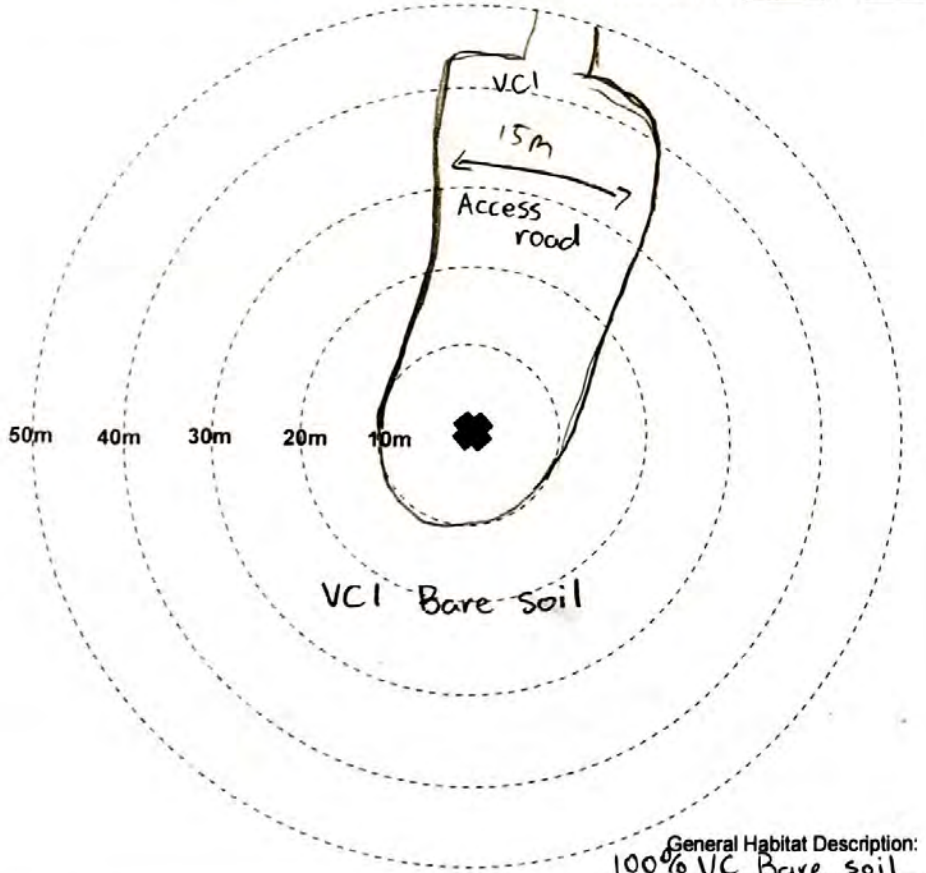 VC1
15m
Access
road
50m 40m 30m 20m 10m
VC1 Bare soil
General Habitat Description:
100% VC Bare soil